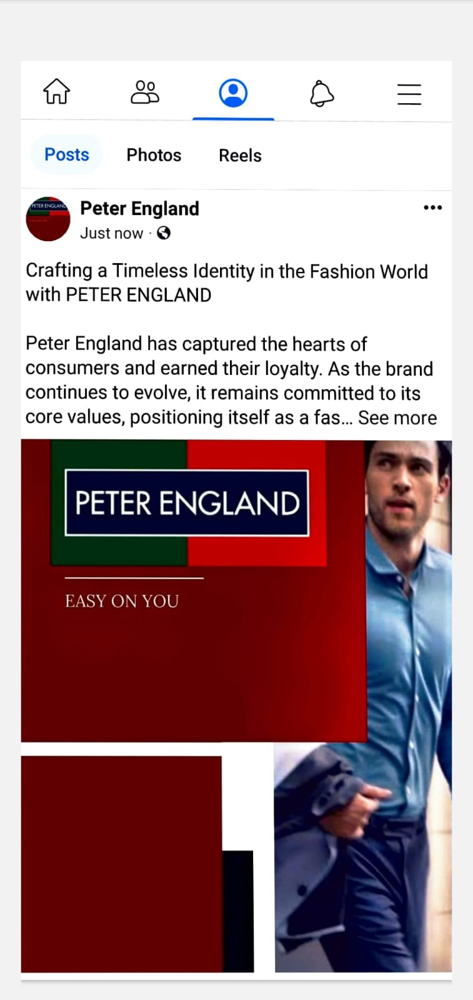 Posts Photos Reels
Peter England
Just now ·
Crafting a Timeless Identity in the Fashion World
with PETER ENGLAND
Peter England has captured the hearts of
consumers and earned their loyalty. As the brand
continues to evolve, it remains committed to its
core values, positioning itself as a fas... See more
PETER ENGLAND
PETER ENGLAND
EASY ON YOU